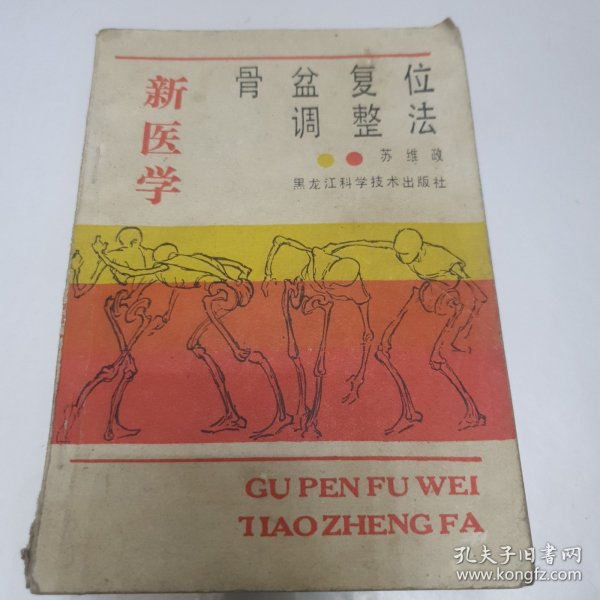 新医学
骨盆复位
调整法
苏维政
黑龙江科学技术出版社
GU PEN FU WEI
TIAO ZHENG FA
孔夫子旧书网
www.kongfz.com